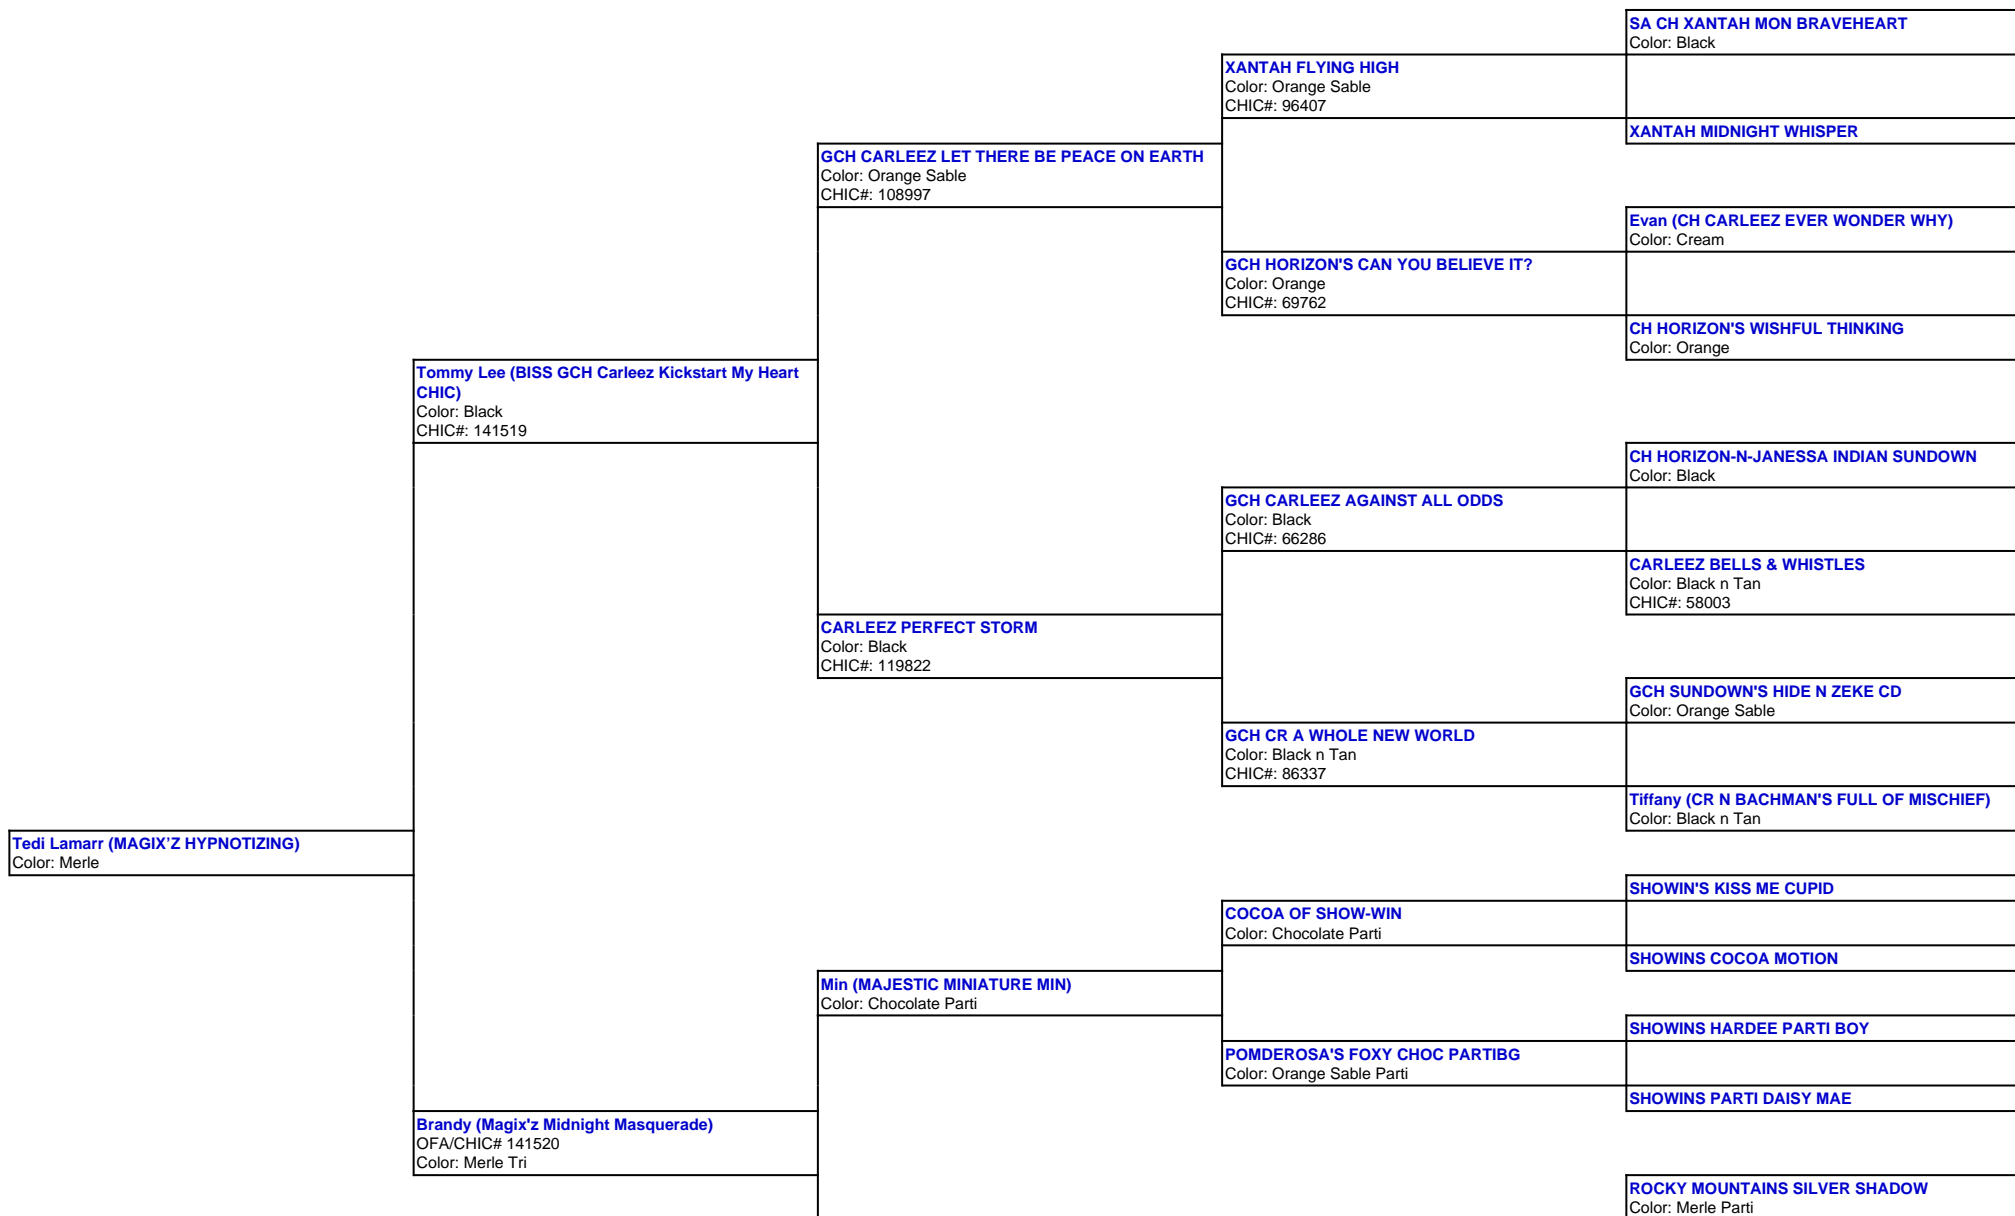 SA CH XANTAH MON BRAVEHEART
Color: Black
XANTAH FLYING HIGH
Color: Orange Sable
CHIC#: 96407
XANTAH MIDNIGHT WHISPER
GCH CARLEEZ LET THERE BE PEACE ON EARTH
Color: Orange Sable
CHIC#: 108997
Evan (CH CARLEEZ EVER WONDER WHY)
Color: Cream
GCH HORIZON'S CAN YOU BELIEVE IT?
Color: Orange
CHIC#: 69762
CH HORIZON'S WISHFUL THINKING
Color: Orange
Tommy Lee (BISS GCH Carleez Kickstart My Heart
CHIC)
Color: Black
CHIC#: 141519
CH HORIZON-N-JANESSA INDIAN SUNDOWN
Color: Black
GCH CARLEEZ AGAINST ALL ODDS
Color: Black
CHIC#: 66286
CARLEEZ BELLS & WHISTLES
Color: Black n Tan
CHIC#: 58003
CARLEEZ PERFECT STORM
Color: Black
CHIC#: 119822
GCH SUNDOWN'S HIDE N ZEKE CD
Color: Orange Sable
GCH CR A WHOLE NEW WORLD
Color: Black n Tan
CHIC#: 86337
Tiffany (CR N BACHMAN'S FULL OF MISCHIEF)
Color: Black n Tan
Tedi Lamarr (MAGIX’Z HYPNOTIZING)
Color: Merle
SHOWIN'S KISS ME CUPID
COCOA OF SHOW-WIN
Color: Chocolate Parti
SHOWINS COCOA MOTION
Min (MAJESTIC MINIATURE MIN)
Color: Chocolate Parti
SHOWINS HARDEE PARTI BOY
POMDEROSA'S FOXY CHOC PARTIBG
Color: Orange Sable Parti
SHOWINS PARTI DAISY MAE
Brandy (Magix'z Midnight Masquerade)
OFA/CHIC# 141520
Color: Merle Tri
ROCKY MOUNTAINS SILVER SHADOW
Color: Merle Parti